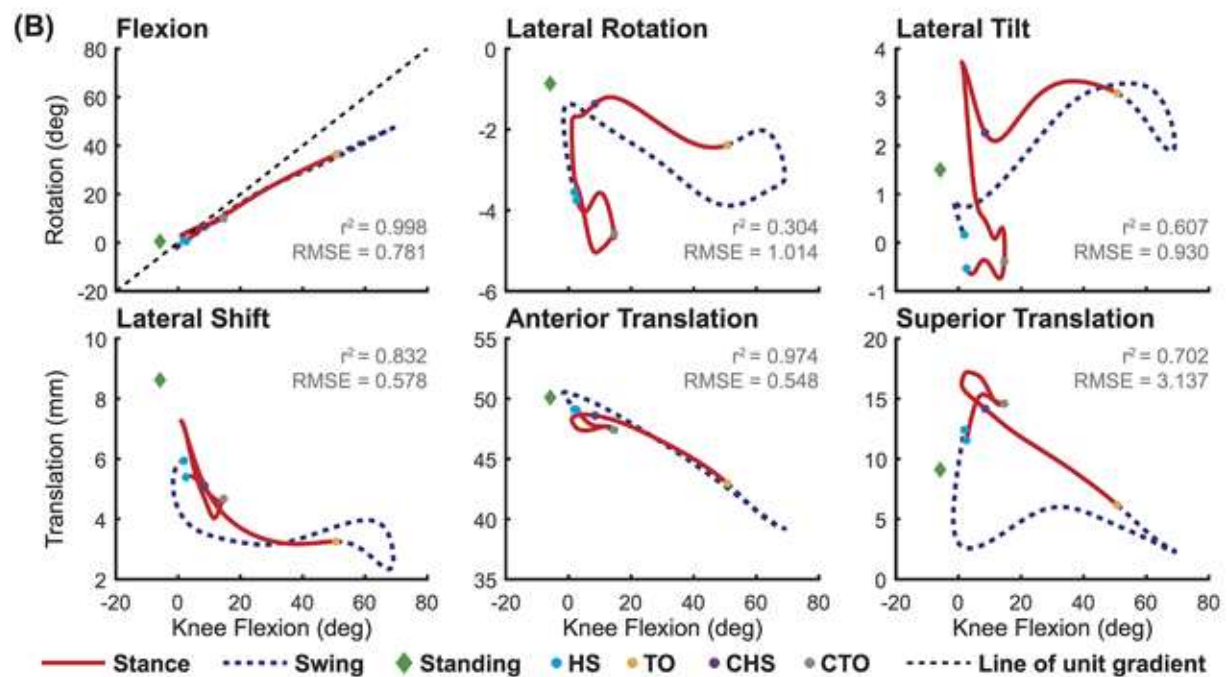 (B)
Flexion
Lateral Rotation
Lateral Tilt
Rotation (deg)
80
60
40
20
0
-20
r² = 0.998
RMSE = 0.781
0
-2
-4
-6
r² = 0.304
RMSE = 1.014
4
3
2
1
0
-1
r² = 0.607
RMSE = 0.930
Lateral Shift
Anterior Translation
Superior Translation
Translation (mm)
10
8
6
4
2
r² = 0.832
RMSE = 0.578
55
50
45
40
35
r² = 0.974
RMSE = 0.548
20
15
10
5
0
r² = 0.702
RMSE = 3.137
-20 0 20 40 60 80
-20 0 20 40 60 80
-20 0 20 40 60 80
Knee Flexion (deg)
Knee Flexion (deg)
Knee Flexion (deg)
Stance Swing Standing HS TO CHS CTO Line of unit gradient